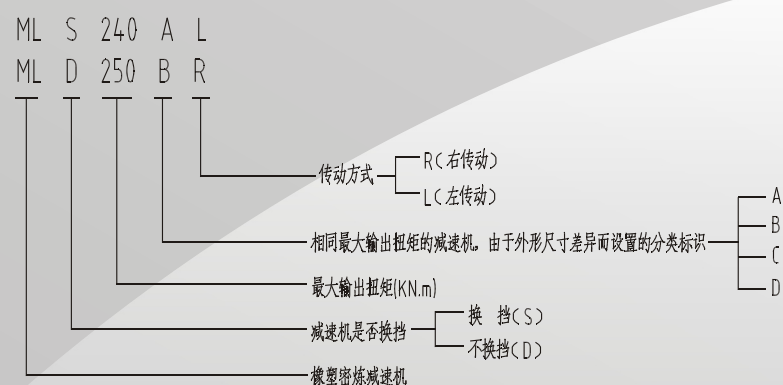 ML S 240 A L
ML D 250 B R
传动方式
R(右传动)
L(左传动)
相同最大输出扭矩的减速机，由于外形尺寸差异而设置的分类标识
A
B
C
D
最大输出扭矩(KN.m)
减速机是否换挡
换 挡(S)
不换挡(D)
橡塑密炼减速机